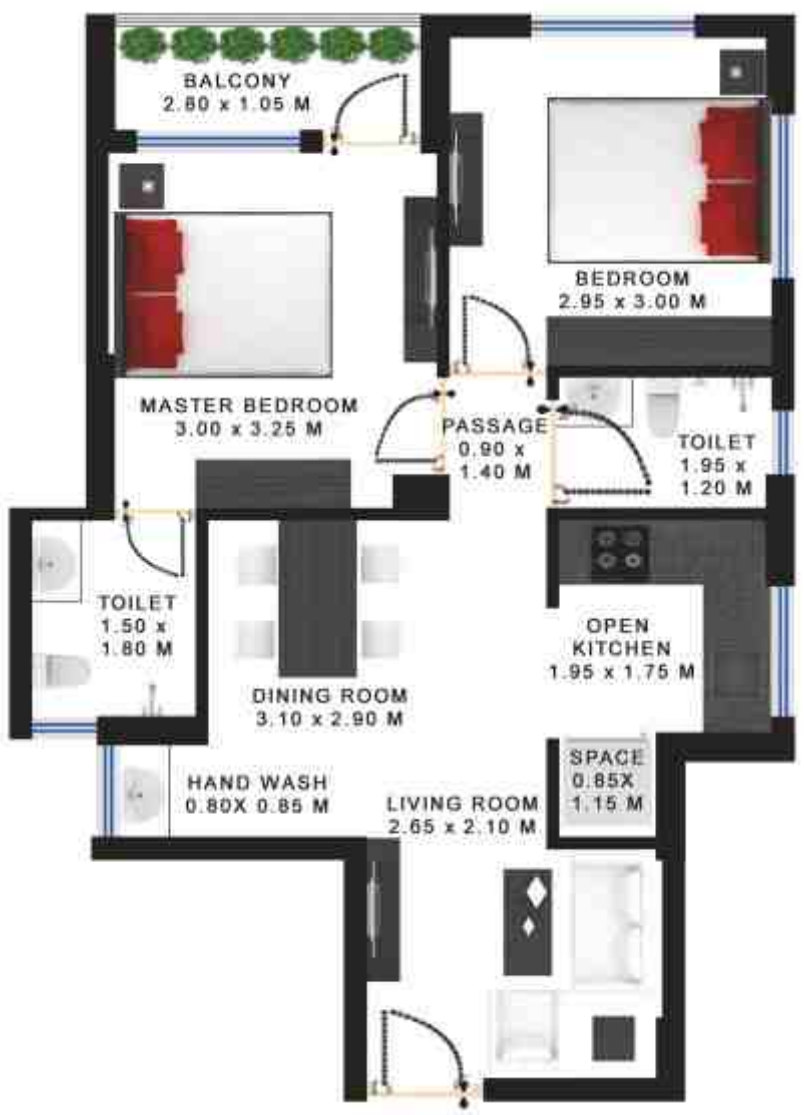 BALCONY
2.80 x 1.05 M
BEDROOM
2.95 x 3.00 M
MASTER BEDROOM
3.00 x 3.25 M
PASSAGE
0.90 x
1.40 M
TOILET
1.95 x
1.20 M
TOILET
1.50 x
1.80 M
OPEN
KITCHEN
1.95 x 1.75 M
DINING ROOM
3.10 x 2.90 M
SPACE
0.85X
1.15 M
HAND WASH
0.80X 0.85 M
LIVING ROOM
2.65 x 2.10 M